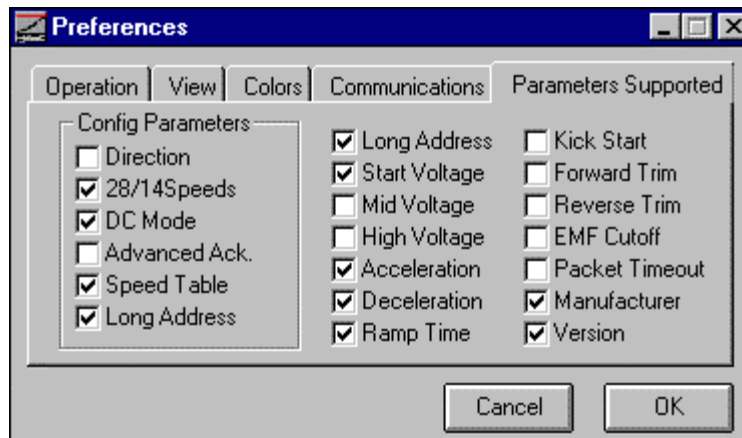 Preferences
Operation View Colors Communications Parameters Supported
Config Parameters
Direction
28/14Speeds
DC Mode
Advanced Ack.
Speed Table
Long Address
Long Address
Start Voltage
Mid Voltage
High Voltage
Acceleration
Deceleration
Ramp Time
Kick Start
Forward Trim
Reverse Trim
EMF Cutoff
Packet Timeout
Manufacturer
Version
Cancel OK